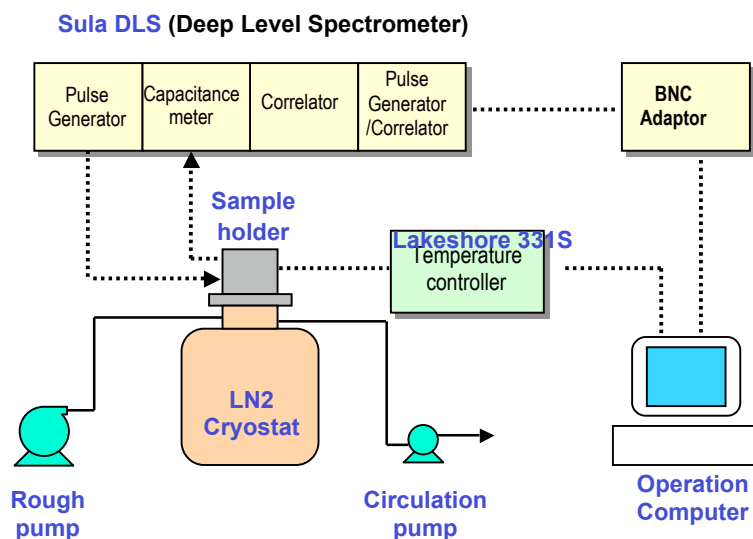 Sula DLS (Deep Level Spectrometer)
Pulse
Generator
Capacitance
meter
Correlator
Pulse
Generator
/Correlator
BNC
Adaptor
Sample
holder
Lakeshore 331S
Temperature
controller
LN2
Cryostat
Rough
pump
Circulation
pump
Operation
Computer